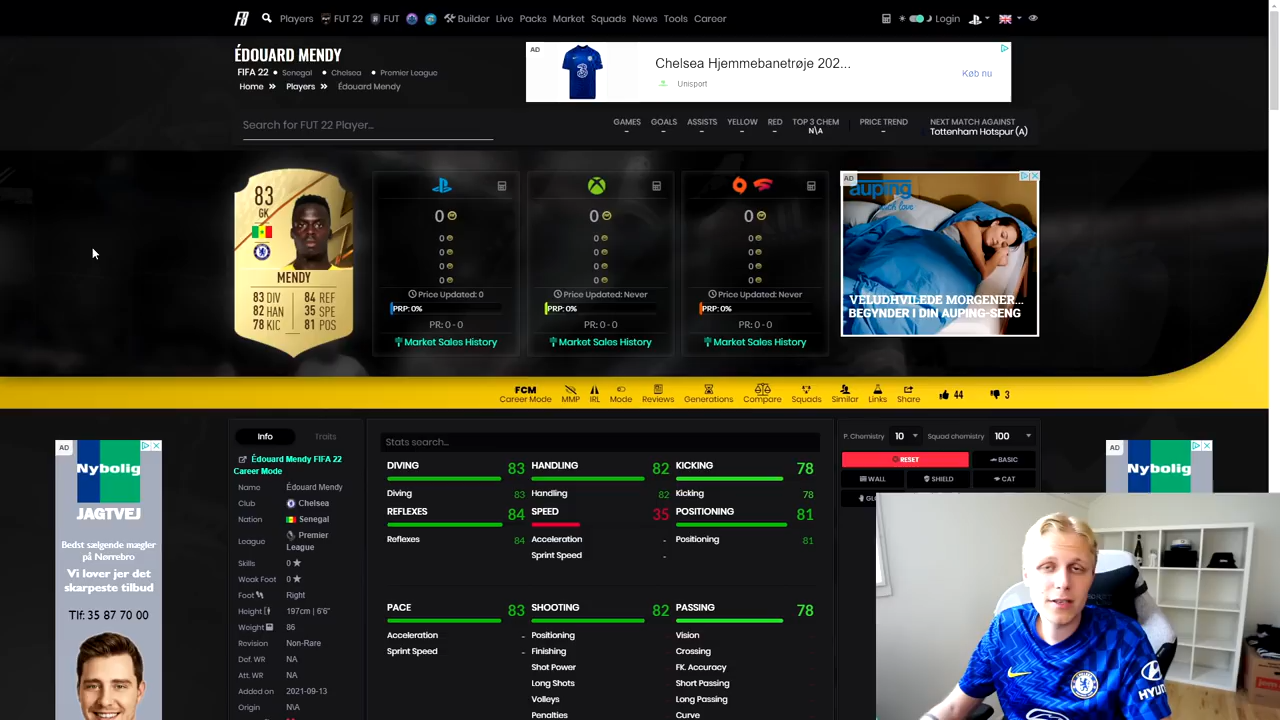 F8 Players FUT 22 FUT Builder Live Packs Market Squads News Tools Career Login
ÉDOUARD MENDY
FIFA 22 Senegal Chelsea Premier League
Home » Players » Édouard Mendy
AD
3
Chelsea Hjemmebanetrøje 202...
Unisport
Køb nu
Search for FUT 22 Player...
GAMES GOALS ASSISTS YELLOW RED TOP 3 CHEM PRICE TREND NEXT MATCH AGAINST
- - - - - N\A - Tottenham Hotspur (A)
83
GK
MENDY
83 DIV 84 REF
82 HAN 35 SPE
78 KIC 81 POS
0
0
0
0
0
Price Updated: 0
PRP: 0%
PR: 0 - 0
Market Sales History
0
0
0
0
0
Price Updated: Never
PRP: 0%
PR: 0 - 0
Market Sales History
0
0
0
0
0
Price Updated: Never
PRP: 0%
PR: 0 - 0
Market Sales History
AD
auping
VELUDHVILEDE MORGENER...
BEGYNDER I DIN AUPING-SENG
FCM
Career Mode MMP IRL Mode Reviews Generations Compare Squads Similar Links Share 44 3
AD
Nybolig
JAGTVEJ
Bedst sælgende mægler
på Nørrebro
Vi lover jer det
skarpeste tilbud
Tlf: 35 87 70 00
Info Traits
Édouard Mendy FIFA 22
Career Mode
Name Édouard Mendy
Club Chelsea
Nation Senegal
League Premier
League
Skills 0
Weak Foot 0
Foot Right
Height 197cm | 6'6"
Weight 86
Revision Non-Rare
Def. WR NA
Att. WR NA
Added on 2021-09-13
Origin N\A
Stats search...
DIVING 83 HANDLING 82 KICKING 78
Diving 83 Handling 82 Kicking 78
REFLEXES 84 SPEED 35 POSITIONING 81
Reflexes 84 Acceleration - Positioning 81
Sprint Speed -
PACE 83 SHOOTING 82 PASSING 78
Acceleration - Positioning Vision
Sprint Speed - Finishing Crossing
Shot Power FK. Accuracy
Long Shots Short Passing
Volleys Long Passing
Penalties Curve
P. Chemistry 10 Squad chemistry 100
RESET BASIC
WALL SHIELD CAT
AD
Nybolig